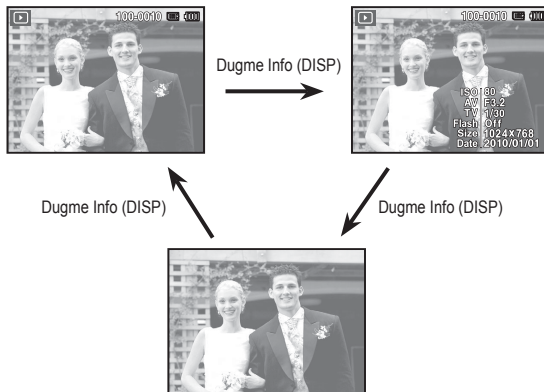 100-0010
Dugme Info (DISP)
100-0010
ISO 80
AV F3.2
TV 1/30
Flash Off
Size 1024X768
Date 2010/01/01
Dugme Info (DISP)
Dugme Info (DISP)